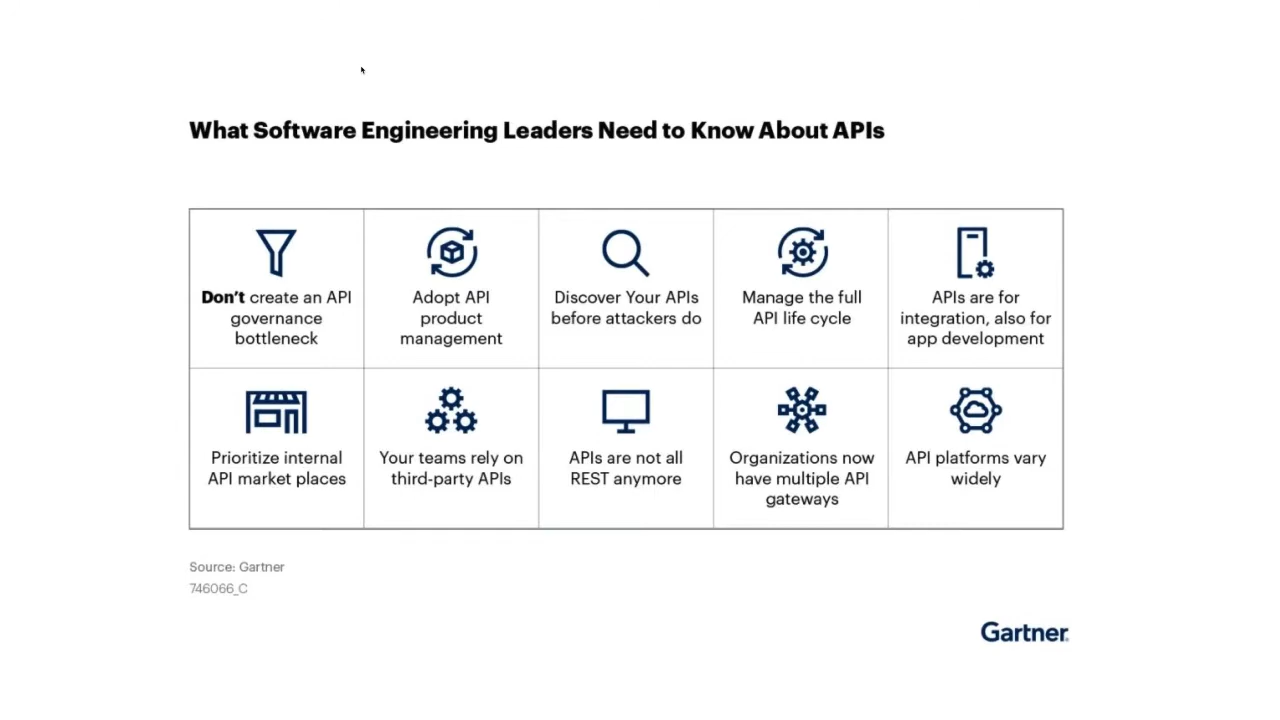 What Software Engineering Leaders Need to Know About APIs
Don't create an API
governance
bottleneck
Adopt API
product
management
Discover Your APIs
before attackers do
Manage the full
API life cycle
APIs are for
integration, also for
app development
Prioritize internal
API market places
Your teams rely on
third-party APIs
APIs are not all
REST anymore
Organizations now
have multiple API
gateways
API platforms vary
widely
Source: Gartner
746066_C
Gartner